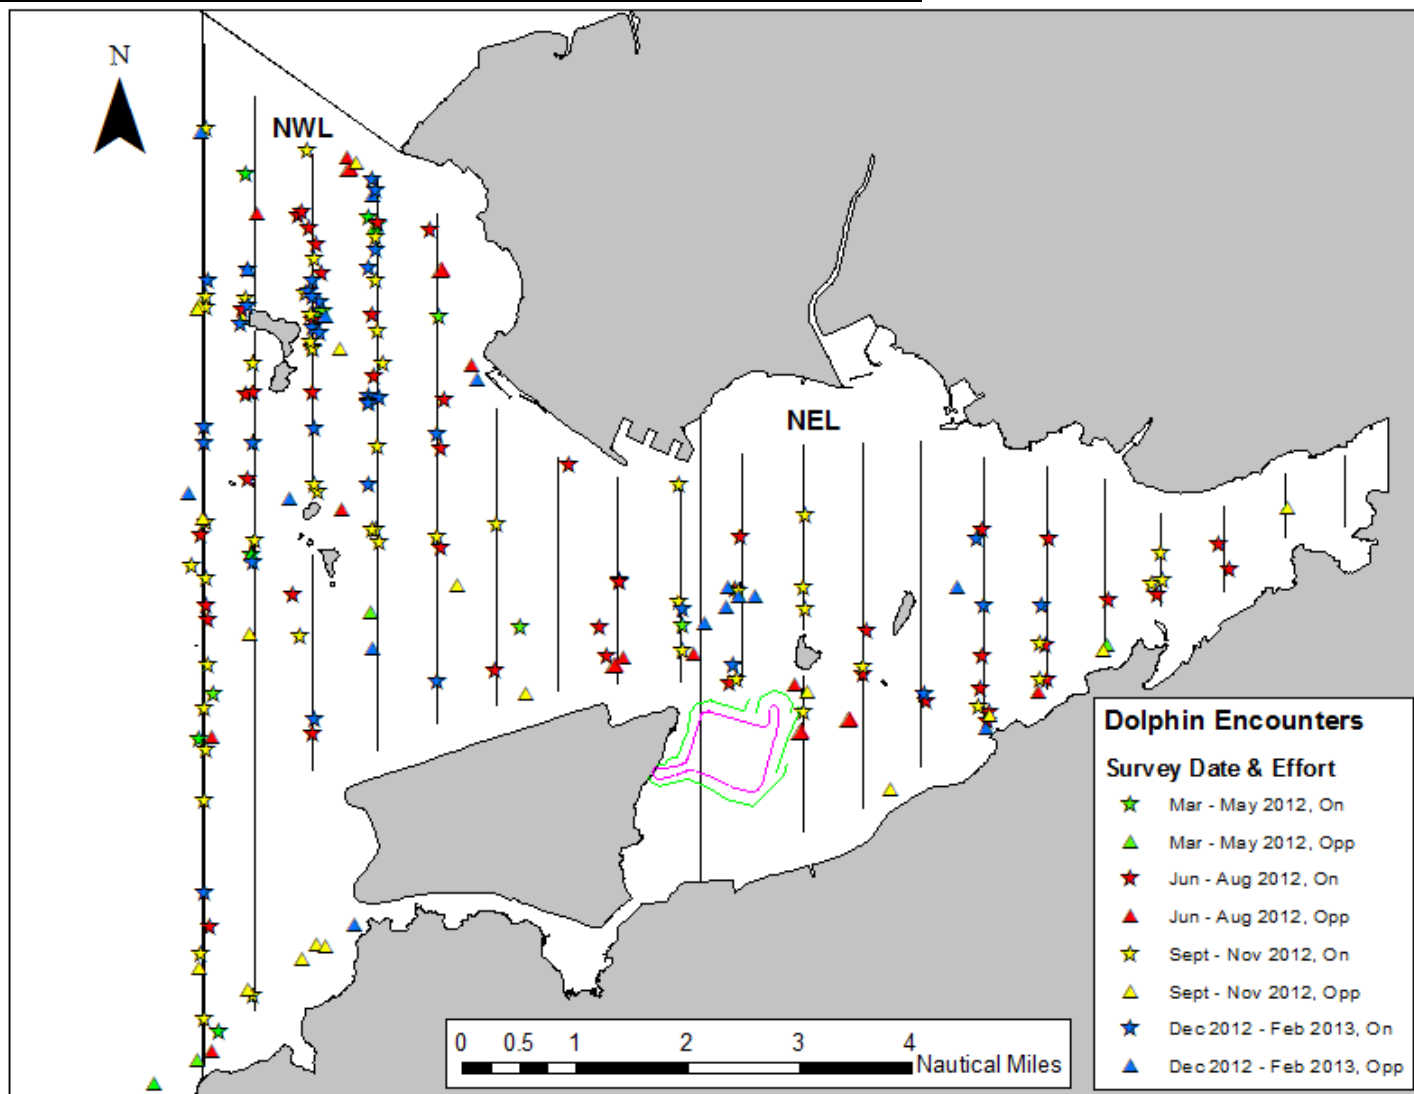 N
NWL
NEL
Dolphin Encounters
Survey Date & Effort
Mar - May 2012, On
Mar - May 2012, Opp
Jun - Aug 2012, On
Jun - Aug 2012, Opp
Sept - Nov 2012, On
Sept - Nov 2012, Opp
Dec 2012 - Feb 2013, On
Dec 2012 - Feb 2013, Opp
0 0.5 1 2 3 4
Nautical Miles